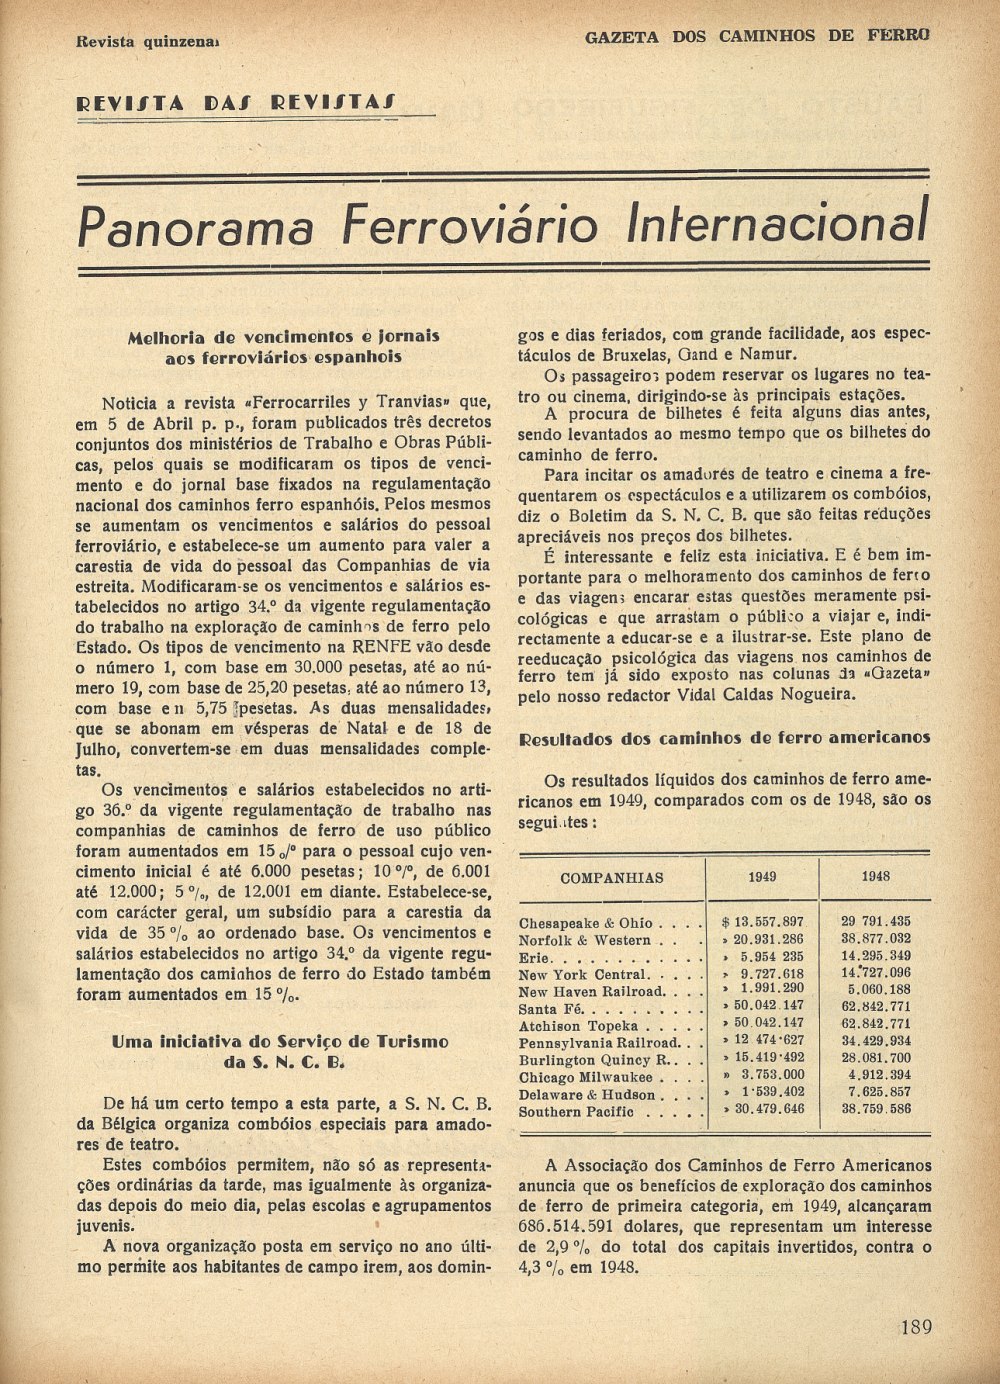 Revista quinzenal
GAZETA DOS CAMINHOS DE FERRO
REVISTA DAS REVISTAS
Panorama Ferroviário Internacional
Melhoria de vencimentos e jornais
aos ferroviários espanhois
Noticia a revista «Ferrocarriles y Tranvias» que,
em 5 de Abril p. p., foram publicados três decretos
conjuntos dos ministérios de Trabalho e Obras Públi-
cas, pelos quais se modificaram os tipos de venci-
mento e do jornal base fixados na regulamentação
nacional dos caminhos ferro espanhóis. Pelos mesmos
se aumentam os vencimentos e salários do pessoal
ferroviário, e estabelece-se um aumento para valer a
carestia de vida do pessoal das Companhias de via
estreita. Modificaram-se os vencimentos e salários es-
tabelecidos no artigo 34.º da vigente regulamentação
do trabalho na exploração de caminhos de ferro pelo
Estado. Os tipos de vencimento na RENFE vão desde
o número 1, com base em 30.000 pesetas, até ao nú-
mero 19, com base de 25,20 pesetas, até ao número 13,
com base en 5,75 pesetas. As duas mensalidades,
que se abonam em vésperas de Natal e de 18 de
Julho, convertem-se em duas mensalidades comple-
tas.
Os vencimentos e salários estabelecidos no arti-
go 36.º da vigente regulamentação de trabalho nas
companhias de caminhos de ferro de uso público
foram aumentados em 15 % para o pessoal cujo ven-
cimento inicial é até 6.000 pesetas; 10 %, de 6.001
até 12.000; 5 %, de 12.001 em diante. Estabelece-se,
com carácter geral, um subsídio para a carestia da
vida de 35 % ao ordenado base. Os vencimentos e
salários estabelecidos no artigo 34.º da vigente regu-
lamentação dos caminhos de ferro do Estado também
foram aumentados em 15 %.
Uma iniciativa do Serviço de Turismo
da S. N. C. B.
De há um certo tempo a esta parte, a S. N. C. B.
da Bélgica organiza combóios especiais para amado-
res de teatro.
Estes combóios permitem, não só as representa-
ções ordinárias da tarde, mas igualmente às organiza-
das depois do meio dia, pelas escolas e agrupamentos
juvenis.
A nova organização posta em serviço no ano últi-
mo permite aos habitantes de campo irem, aos domin-
gos e dias feriados, com grande facilidade, aos espec-
táculos de Bruxelas, Gand e Namur.
Os passageiros podem reservar os lugares no tea-
tro ou cinema, dirigindo-se às principais estações.
A procura de bilhetes é feita alguns dias antes,
sendo levantados ao mesmo tempo que os bilhetes do
caminho de ferro.
Para incitar os amadores de teatro e cinema a fre-
quentarem os espectáculos e a utilizarem os combóios,
diz o Boletim da S. N. C. B. que são feitas reduções
apreciáveis nos preços dos bilhetes.
É interessante e feliz esta iniciativa. E é bem im-
portante para o melhoramento dos caminhos de ferro
e das viagens encarar estas questões meramente psi-
cológicas e que arrastam o público a viajar e, indi-
rectamente a educar-se e a ilustrar-se. Este plano de
reeducação psicológica das viagens nos caminhos de
ferro tem já sido exposto nas colunas da «Gazeta»
pelo nosso redactor Vidal Caldas Nogueira.
Resultados dos caminhos de ferro americanos
Os resultados líquidos dos caminhos de ferro ame-
ricanos em 1949, comparados com os de 1948, são os
seguintes :
COMPANHIAS 1949 1948
Chesapeake & Ohio . . . . $ 13.557.897 29 791.435
Norfolk & Western . . . » 20.931.286 38.877.032
Erie. . . . . . . . . . » 5.954 235 14.295.349
New York Central. . . . . » 9.727.618 14.727.096
New Haven Railroad. . . . » 1.991.290 5.060.188
Santa Fé. . . . . . . . . » 50.042.147 62.842.771
Atchison Topeka . . . . . » 50 042.147 62.842.771
Pennsylvania Railroad. . . » 12 474·627 34.429.934
Burlington Quincy R. . . . » 15.419·492 28.081.700
Chicago Milwaukee . . . . » 3.753.000 4.912.394
Delaware & Hudson . . . . » 1·539.402 7.625.857
Southern Pacific . . . . . » 30.479.646 38.759 586
A Associação dos Caminhos de Ferro Americanos
anuncia que os benefícios de exploração dos caminhos
de ferro de primeira categoria, em 1949, alcançaram
686.514.591 dolares, que representam um interesse
de 2,9 % do total dos capitais invertidos, contra o
4,3 % em 1948.
189